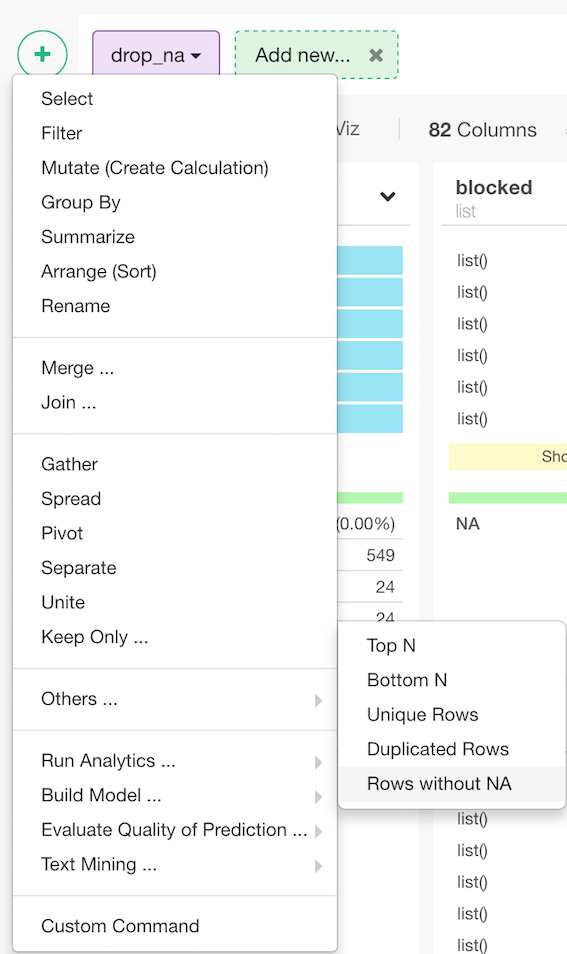 +
drop_na
Add new... ✖
Viz
82 Columns
Select
Filter
Mutate (Create Calculation)
Group By
Summarize
Arrange (Sort)
Rename
Merge ...
Join ...
Gather
Spread
Pivot
Separate
Unite
Keep Only ...
Others ...
Run Analytics ...
Build Model ...
Evaluate Quality of Prediction ...
Text Mining ...
Custom Command
(0.00%)
549
24
24
Top N
Bottom N
Unique Rows
Duplicated Rows
Rows without NA
blocked
list
list()
list()
list()
list()
list()
list()
Sho
NA
list()
list()
list()
list()
list()